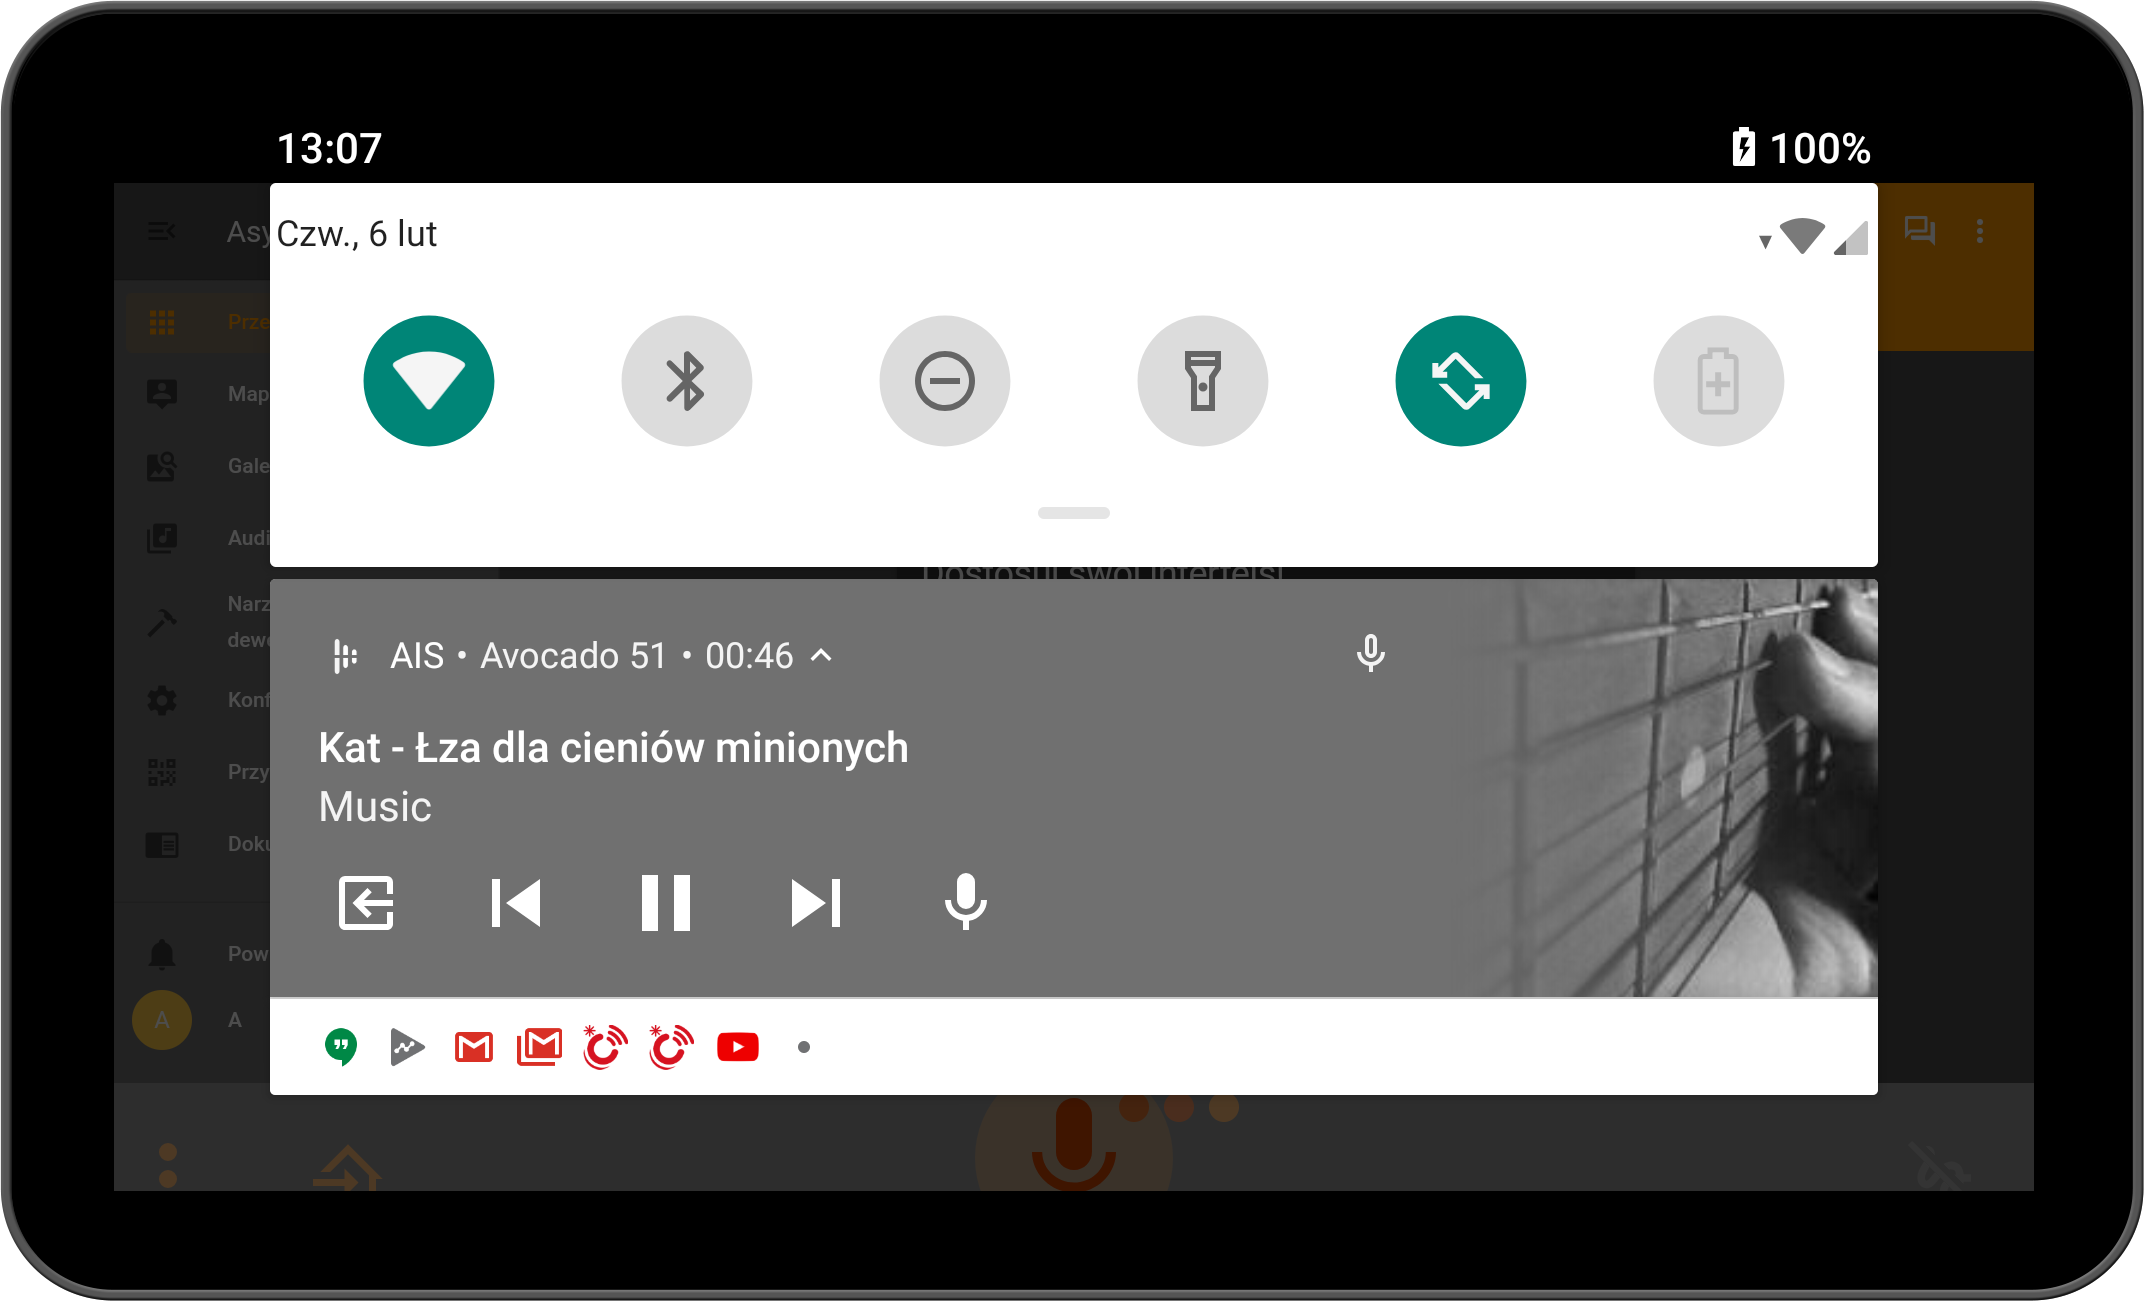 13:07
100%
Czw., 6 lut
AIS • Avocado 51 • 00:46
Kat - Łza dla cieniów minionych
Music
Asy
Prze
Map
Gale
Audi
Narz
dewe
Konf
Przy
Doku
Pow
A
A
Dostosuj swój interfejs!